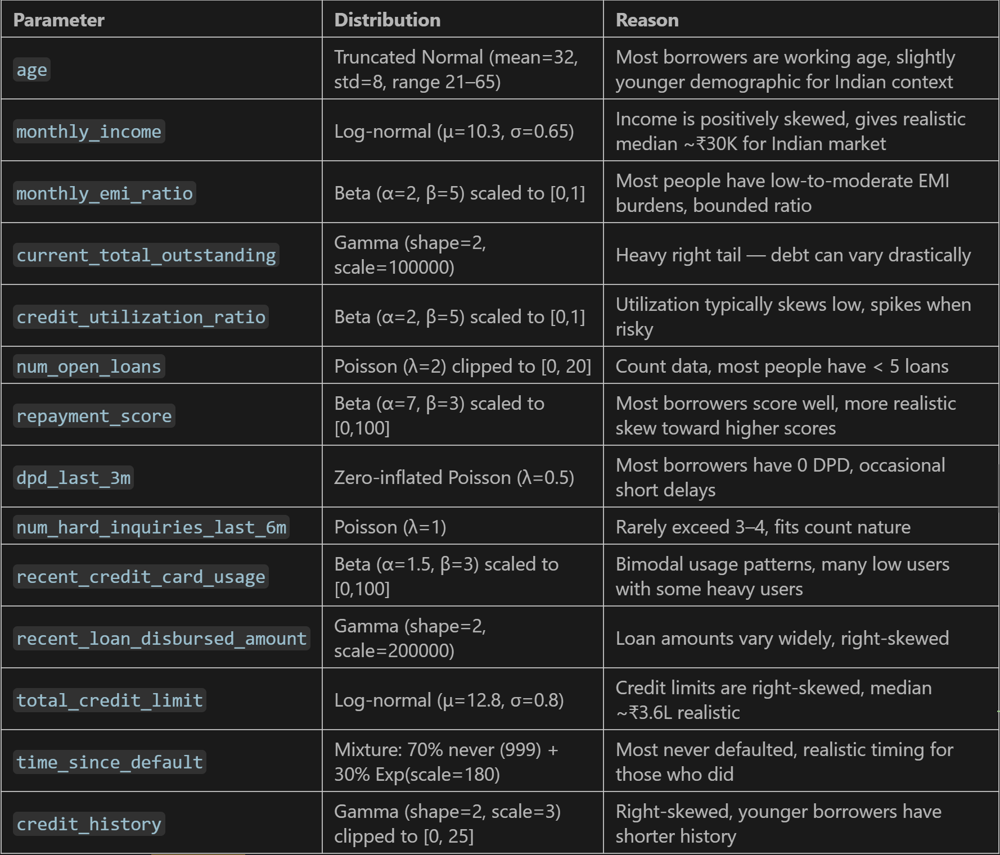 Parameter
Distribution
Reason
age
Truncated Normal (mean=32,
std=8, range 21–65)
Most borrowers are working age, slightly
younger demographic for Indian context
monthly_income
Log-normal (μ=10.3, σ=0.65)
Income is positively skewed, gives realistic
median ~₹30K for Indian market
monthly_emi_ratio
Beta (α=2, β=5) scaled to [0,1]
Most people have low-to-moderate EMI
burdens, bounded ratio
current_total_outstanding
Gamma (shape=2,
scale=100000)
Heavy right tail — debt can vary drastically
credit_utilization_ratio
Beta (α=2, β=5) scaled to [0,1]
Utilization typically skews low, spikes when
risky
num_open_loans
Poisson (λ=2) clipped to [0, 20]
Count data, most people have < 5 loans
repayment_score
Beta (α=7, β=3) scaled to
[0,100]
Most borrowers score well, more realistic
skew toward higher scores
dpd_last_3m
Zero-inflated Poisson (λ=0.5)
Most borrowers have 0 DPD, occasional
short delays
num_hard_inquiries_last_6m
Poisson (λ=1)
Rarely exceed 3–4, fits count nature
recent_credit_card_usage
Beta (α=1.5, β=3) scaled to
[0,100]
Bimodal usage patterns, many low users
with some heavy users
recent_loan_disbursed_amount
Gamma (shape=2,
scale=200000)
Loan amounts vary widely, right-skewed
total_credit_limit
Log-normal (μ=12.8, σ=0.8)
Credit limits are right-skewed, median
~₹3.6L realistic
time_since_default
Mixture: 70% never (999) +
30% Exp(scale=180)
Most never defaulted, realistic timing for
those who did
credit_history
Gamma (shape=2, scale=3)
clipped to [0, 25]
Right-skewed, younger borrowers have
shorter history